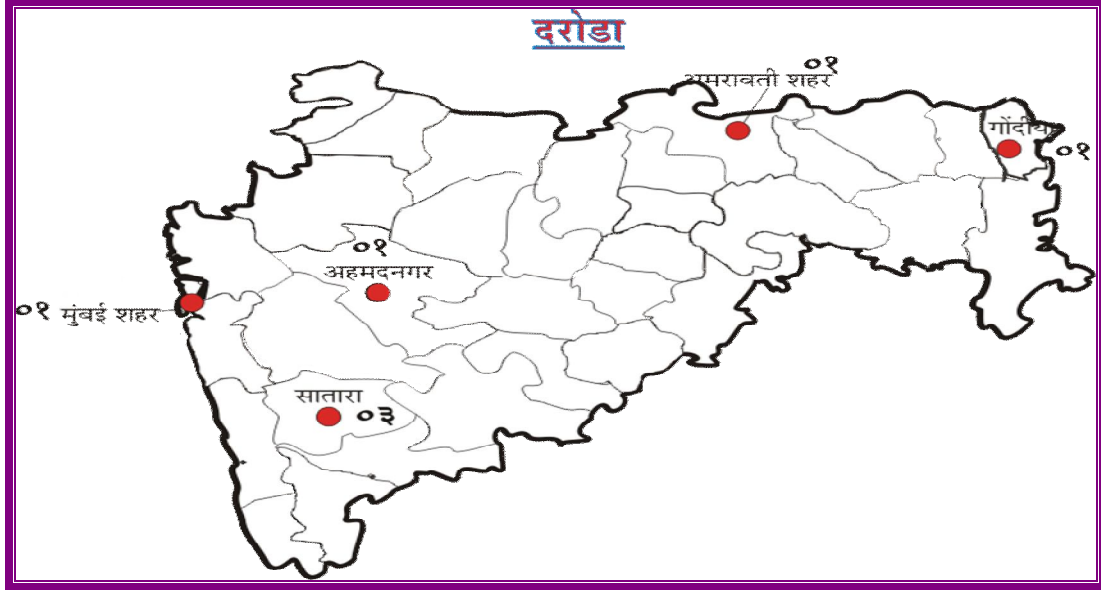 दरोडा
०१
अमरावती शहर
गोंदीया
०१
०१
अहमदनगर
०१ मुंबई शहर
सातारा
०३